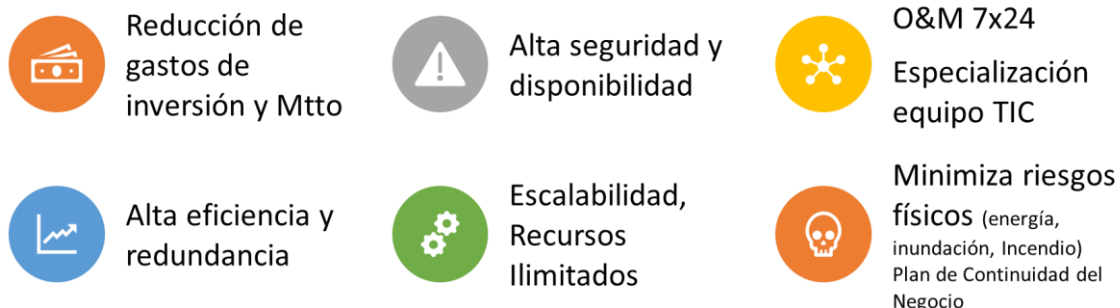 Reducción de
gastos de
inversión y Mtto
Alta seguridad y
disponibilidad
O&M 7x24
Especialización
equipo TIC
Alta eficiencia y
redundancia
Escalabilidad,
Recursos
Ilimitados
Minimiza riesgos
físicos (energía,
inundación, Incendio)
Plan de Continuidad del
Negocio